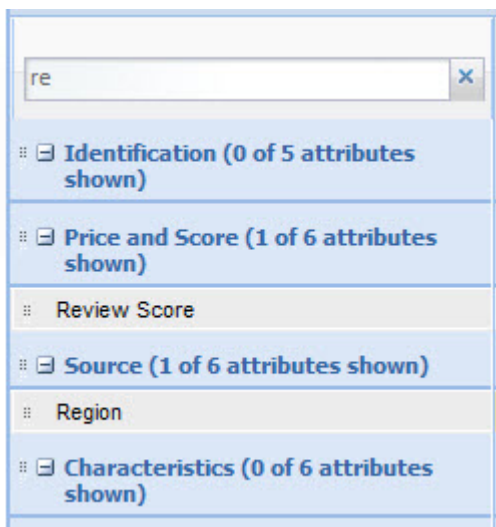 re
Identification (0 of 5 attributes
shown)
Price and Score (1 of 6 attributes
shown)
Review Score
Source (1 of 6 attributes shown)
Region
Characteristics (0 of 6 attributes
shown)